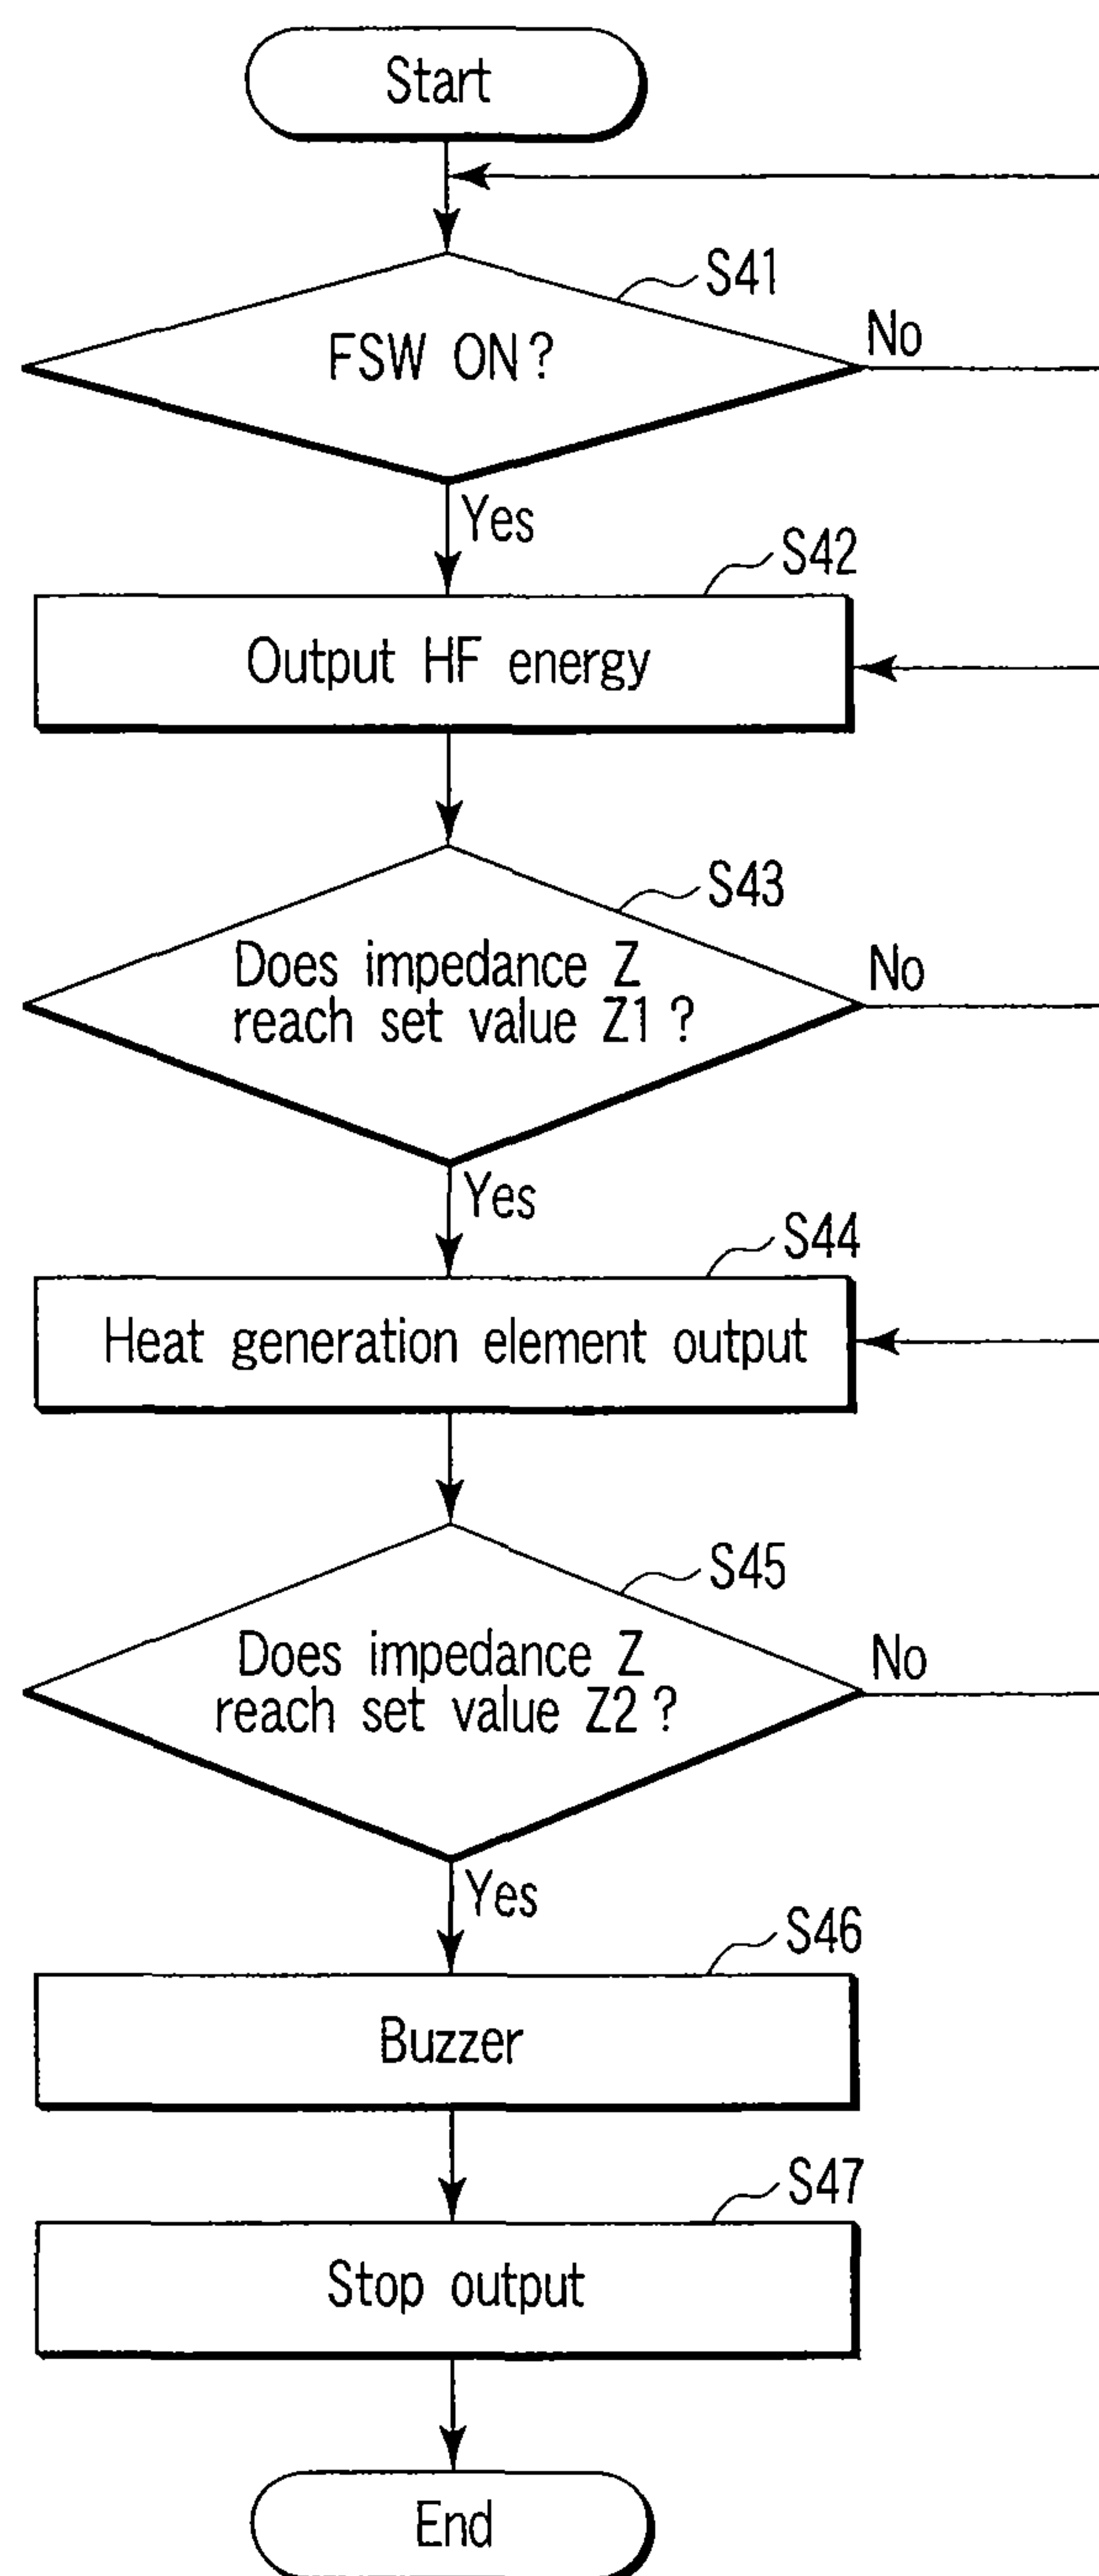 Start
S41
FSW ON?
No
Yes
S42
Output HF energy
S43
Does impedance Z
reach set value Z1?
No
Yes
S44
Heat generation element output
S45
Does impedance Z
reach set value Z2?
No
Yes
S46
Buzzer
S47
Stop output
End